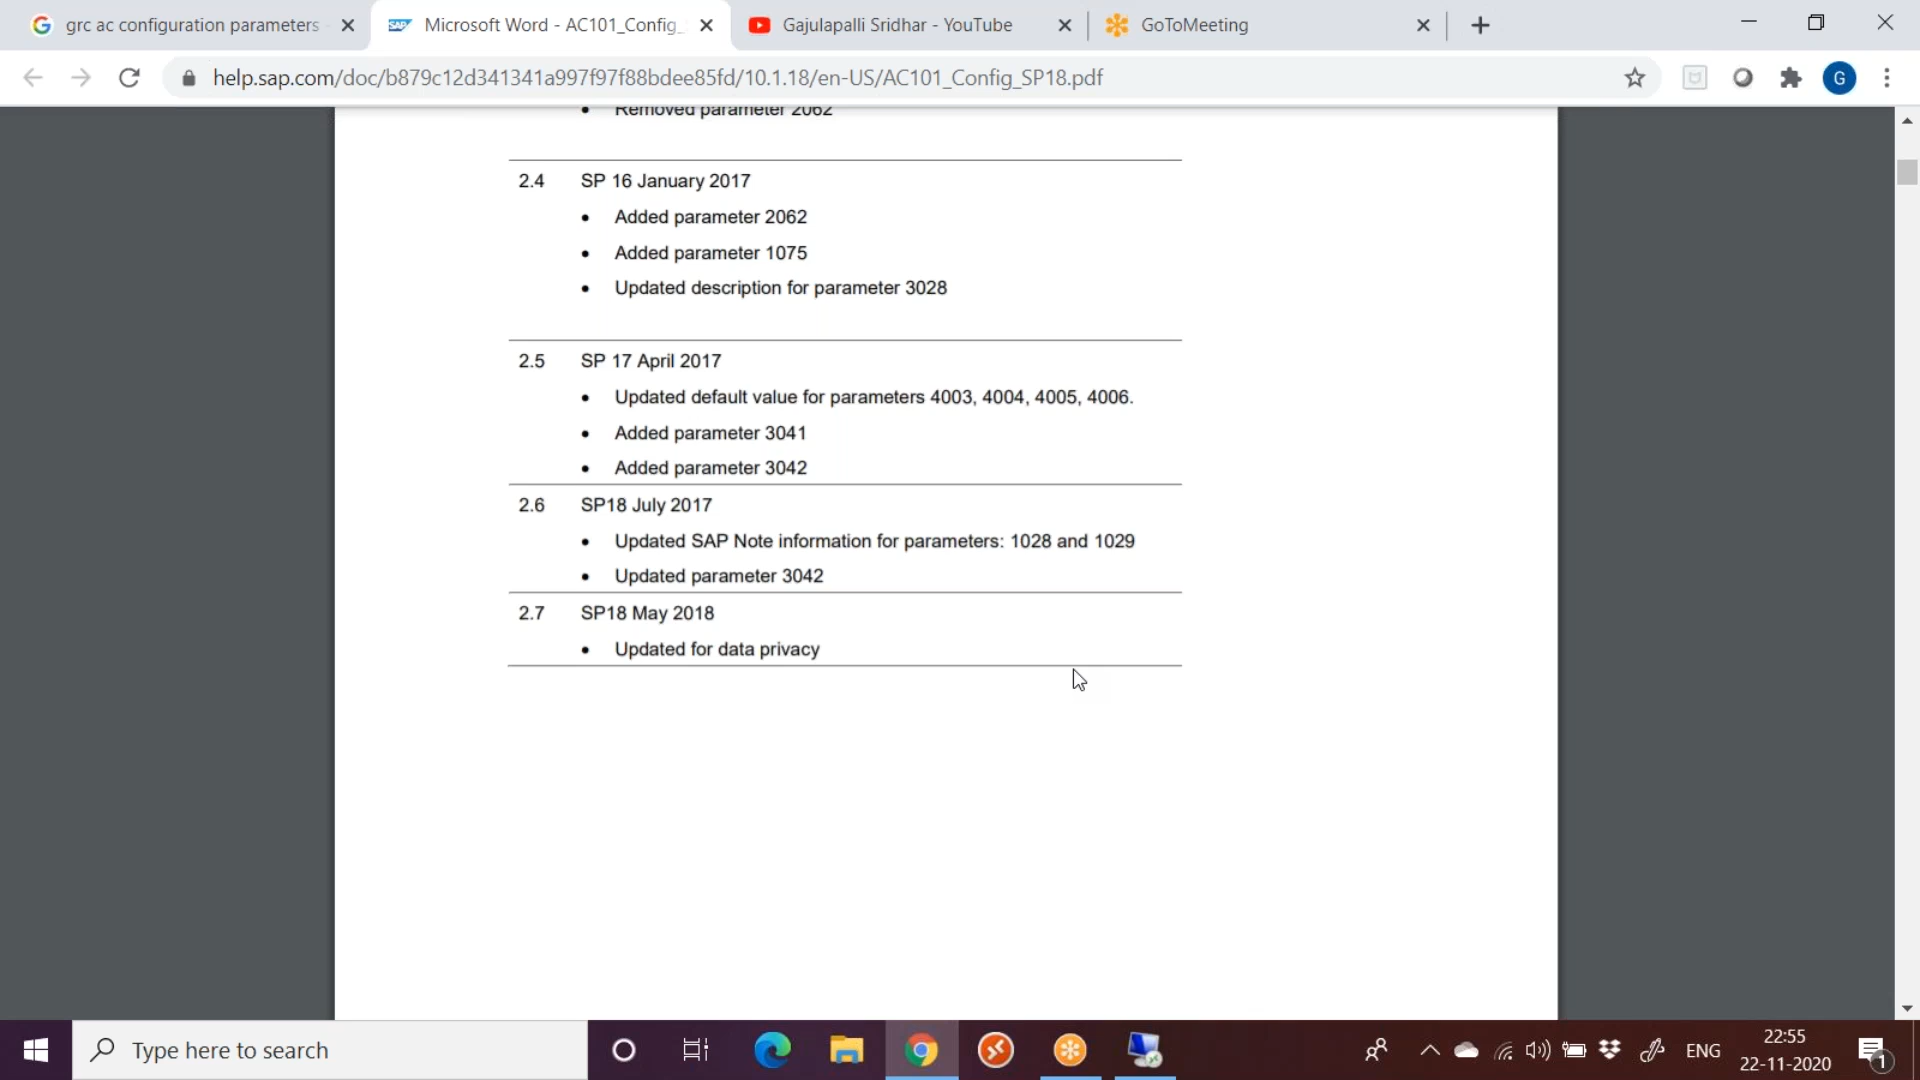 grc ac configuration parameters
Microsoft Word - AC101_Config_
Gajulapalli Sridhar - YouTube
GoToMeeting
help.sap.com/doc/b879c12d341341a997f97f88bdee85fd/10.1.18/en-US/AC101_Config_SP18.pdf
G
• Removed parameter 2062
2.4 SP 16 January 2017
• Added parameter 2062
• Added parameter 1075
• Updated description for parameter 3028
2.5 SP 17 April 2017
• Updated default value for parameters 4003, 4004, 4005, 4006.
• Added parameter 3041
• Added parameter 3042
2.6 SP18 July 2017
• Updated SAP Note information for parameters: 1028 and 1029
• Updated parameter 3042
2.7 SP18 May 2018
• Updated for data privacy
Type here to search
ENG
22:55
22-11-2020
1